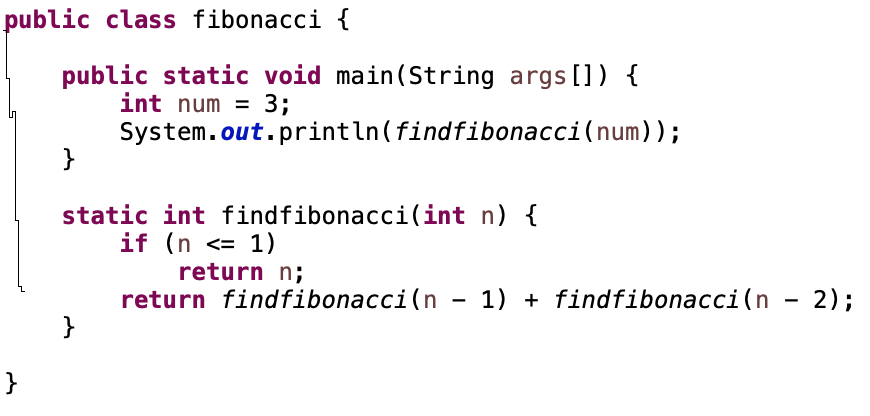 public class fibonacci {
public static void main(String args[]) {
int num = 3;
System.out.println(findfibonacci(num));
}
static int findfibonacci(int n) {
if (n <= 1)
return n;
return findfibonacci(n - 1) + findfibonacci(n - 2);
}
}